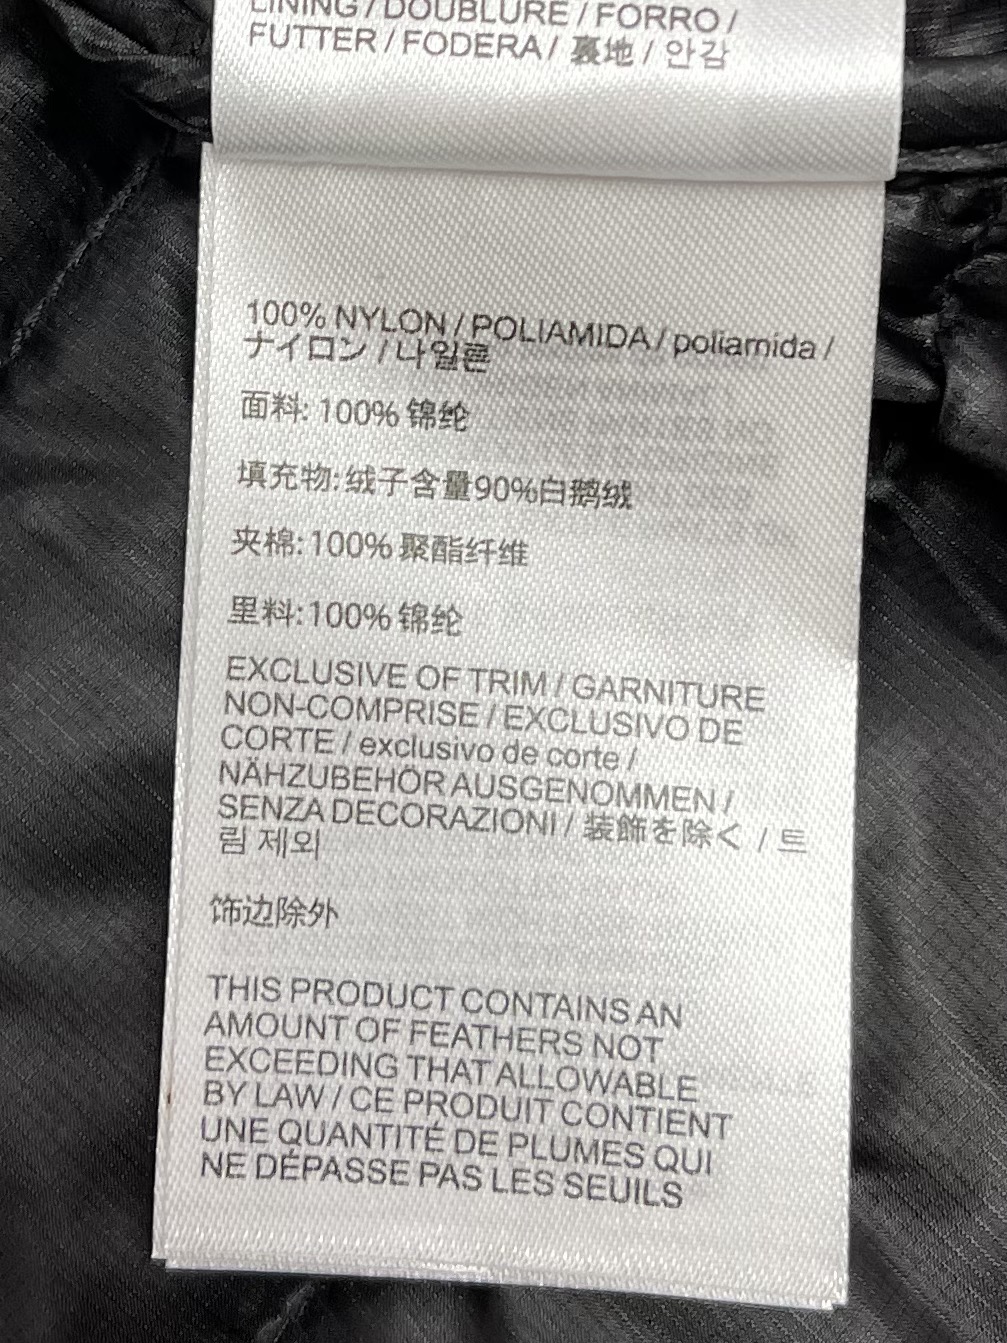 LINING / DOUBLURE / FORRO /
FUTTER / FODERA / 裏地 / 안감
100% NYLON / POLIAMIDA / poliamida /
ナイロン / 나일론
面料: 100% 锦纶
填充物: 绒子含量90%白鹅绒
夹棉: 100% 聚酯纤维
里料: 100% 锦纶
EXCLUSIVE OF TRIM / GARNITURE
NON-COMPRISE / EXCLUSIVO DE
CORTE / exclusivo de corte /
NÄHZUBEHÖR AUSGENOMMEN /
SENZA DECORAZIONI / 装飾を除く / 트
림 제외
饰边除外
THIS PRODUCT CONTAINS AN
AMOUNT OF FEATHERS NOT
EXCEEDING THAT ALLOWABLE
BY LAW / CE PRODUIT CONTIENT
UNE QUANTITÉ DE PLUMES QUI
NE DÉPASSE PAS LES SEUILS